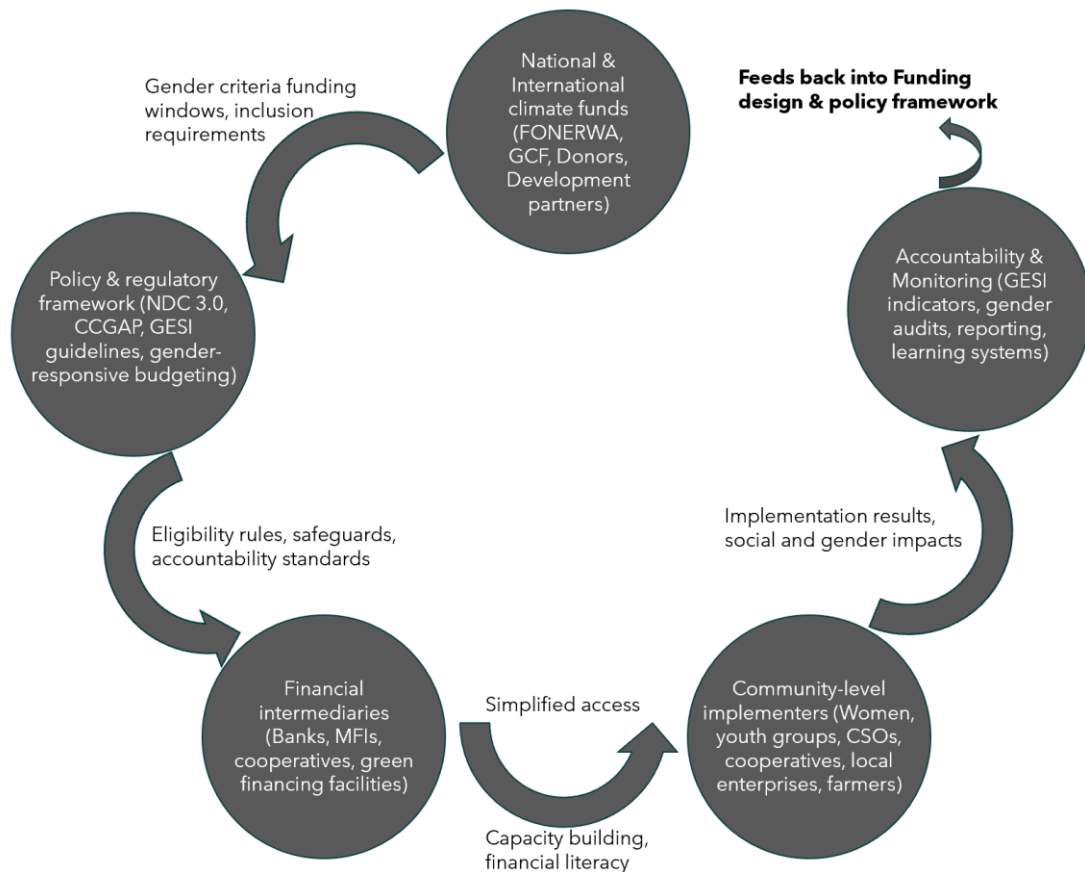 National &
International
climate funds
(FONERWA,
GCF, Donors,
Development
partners)
Gender criteria funding
windows, inclusion
requirements
Policy & regulatory
framework (NDC 3.0,
CCGAP, GESI
guidelines, gender-
responsive budgeting)
Eligibility rules, safeguards,
accountability standards
Financial
intermediaries
(Banks, MFIs,
cooperatives, green
financing facilities)
Simplified access
Capacity building,
financial literacy
Community-level
implementers (Women,
youth groups, CSOs,
cooperatives, local
enterprises, farmers)
Implementation results,
social and gender impacts
Accountability &
Monitoring (GESI
indicators, gender
audits, reporting,
learning systems)
Feeds back into Funding
design & policy framework